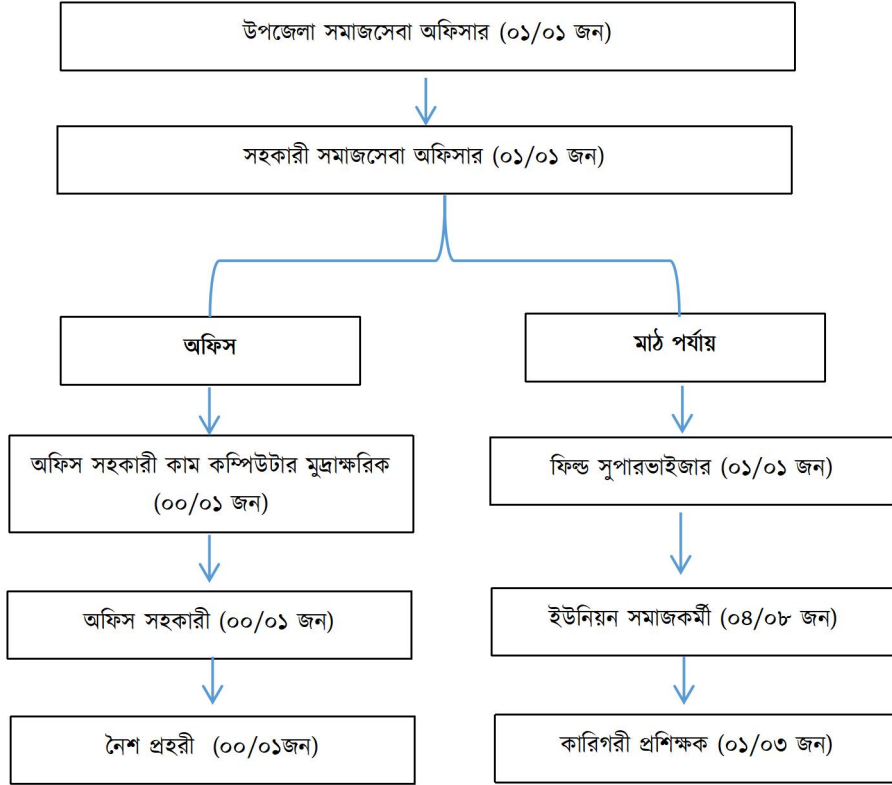 উপজেলা সমাজসেবা অফিসার (০১/০১ জন)
সহকারী সমাজসেবা অফিসার (০১/০১ জন)
অফিস
অফিস সহকারী কাম কম্পিউটার মুদ্রাক্ষরিক
(০০/০১ জন)
অফিস সহকারী (০০/০১ জন)
নৈশ প্রহরী (০০/০১জন)
মাঠ পর্যায়
ফিল্ড সুপারভাইজার (০১/০১ জন)
ইউনিয়ন সমাজকর্মী (০৪/০৮ জন)
কারিগরী প্রশিক্ষক (০১/০৩ জন)